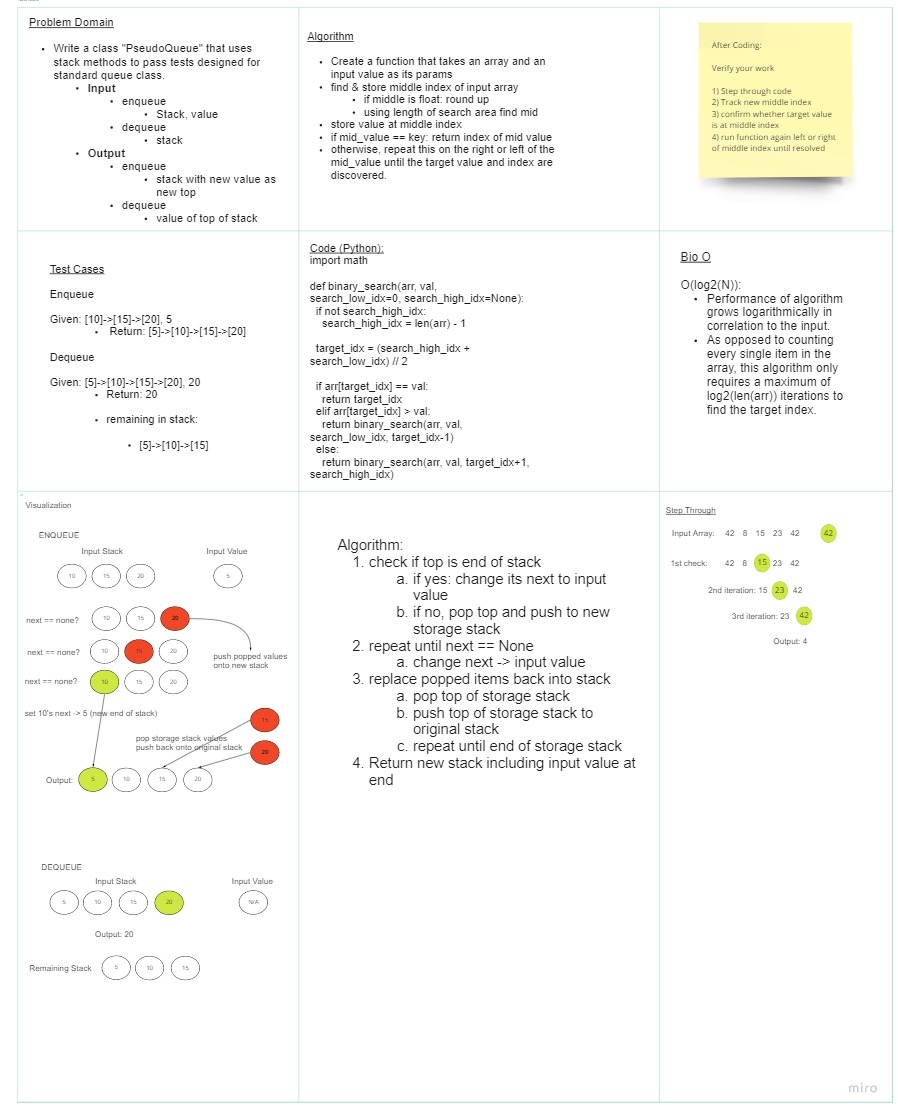 Problem Domain
• Write a class "PseudoQueue" that uses
stack methods to pass tests designed for
standard queue class.
• Input
• enqueue
• Stack, value
• dequeue
• stack
• Output
• enqueue
• stack with new value as
new top
• dequeue
• value of top of stack
Algorithm
• Create a function that takes an array and an
input value as its params
• find & store middle index of input array
• if middle is float: round up
• using length of search area find mid
• store value at middle index
• if mid_value == key: return index of mid value
• otherwise, repeat this on the right or left of the
mid_value until the target value and index are
discovered.
After Coding:
Verify your work
1) Step through code
2) Track new middle index
3) confirm whether target value
is at middle index
4) run function again left or right
of middle index until resolved
Test Cases
Enqueue
Given: [10]->[15]->[20], 5
• Return: [5]->[10]->[15]->[20]
Dequeue
Given: [5]->[10]->[15]->[20], 20
• Return: 20
• remaining in stack:
• [5]->[10]->[15]
Code (Python):
import math
def binary_search(arr, val,
search_low_idx=0, search_high_idx=None):
if not search_high_idx:
search_high_idx = len(arr) - 1
target_idx = (search_high_idx +
search_low_idx) // 2
if arr[target_idx] == val:
return target_idx
elif arr[target_idx] > val:
return binary_search(arr, val,
search_low_idx, target_idx-1)
else:
return binary_search(arr, val, target_idx+1,
search_high_idx)
Bio O
O(log2(N)):
• Performance of algorithm
grows logarithmically in
correlation to the input.
• As opposed to counting
every single item in the
array, this algorithm only
requires a maximum of
log2(len(arr)) iterations to
find the target index.
Visualization
ENQUEUE
Input Stack Input Value
10 15 20 5
next == none? 10 15 20
next == none? 10 15 20
push popped values
onto new stack
next == none? 10 15 20
set 10's next -> 5 (new end of stack)
15
pop storage stack values
push back onto original stack
20
Output: 5 10 15 20
DEQUEUE
Input Stack Input Value
5 10 15 20 N/A
Output: 20
Remaining Stack 5 10 15
Algorithm:
1. check if top is end of stack
a. if yes: change its next to input
value
b. if no, pop top and push to new
storage stack
2. repeat until next == None
a. change next -> input value
3. replace popped items back into stack
a. pop top of storage stack
b. push top of storage stack to
original stack
c. repeat until end of storage stack
4. Return new stack including input value at
end
Step Through
Input Array: 42 8 15 23 42 42
1st check: 42 8 15 23 42
2nd iteration: 15 23 42
3rd iteration: 23 42
Output: 4
miro